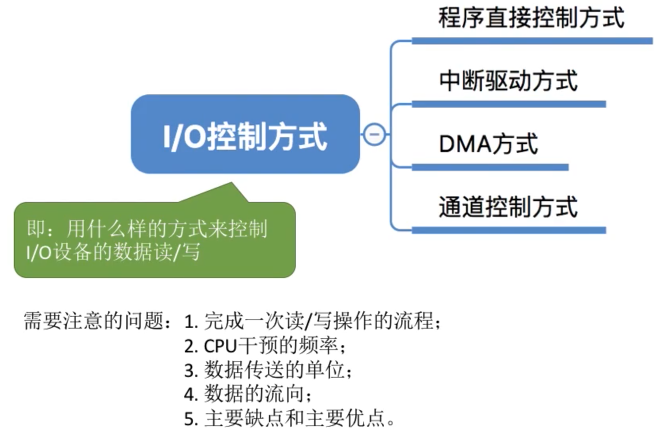 程序直接控制方式
中断驱动方式
I/O控制方式
DMA方式
通道控制方式
即：用什么样的方式来控制
I/O设备的数据读/写
需要注意的问题：1. 完成一次读/写操作的流程；
2. CPU干预的频率；
3. 数据传送的单位；
4. 数据的流向；
5. 主要缺点和主要优点。